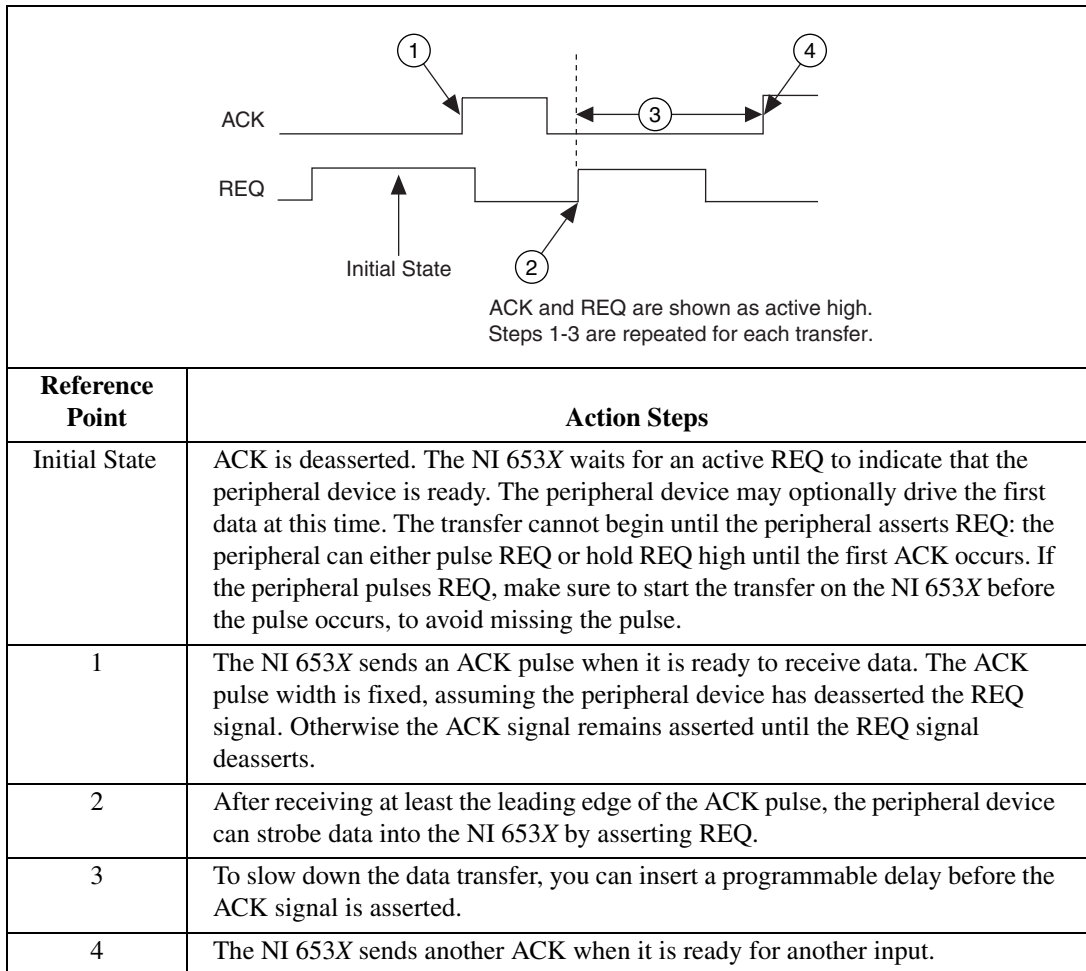 1
4
ACK
3
REQ
Initial State
2
ACK and REQ are shown as active high.
Steps 1-3 are repeated for each transfer.
Reference
Point
Action Steps
Initial State
ACK is deasserted. The NI 653X waits for an active REQ to indicate that the
peripheral device is ready. The peripheral device may optionally drive the first
data at this time. The transfer cannot begin until the peripheral asserts REQ: the
peripheral can either pulse REQ or hold REQ high until the first ACK occurs. If
the peripheral pulses REQ, make sure to start the transfer on the NI 653X before
the pulse occurs, to avoid missing the pulse.
1
The NI 653X sends an ACK pulse when it is ready to receive data. The ACK
pulse width is fixed, assuming the peripheral device has deasserted the REQ
signal. Otherwise the ACK signal remains asserted until the REQ signal
deasserts.
2
After receiving at least the leading edge of the ACK pulse, the peripheral device
can strobe data into the NI 653X by asserting REQ.
3
To slow down the data transfer, you can insert a programmable delay before the
ACK signal is asserted.
4
The NI 653X sends another ACK when it is ready for another input.